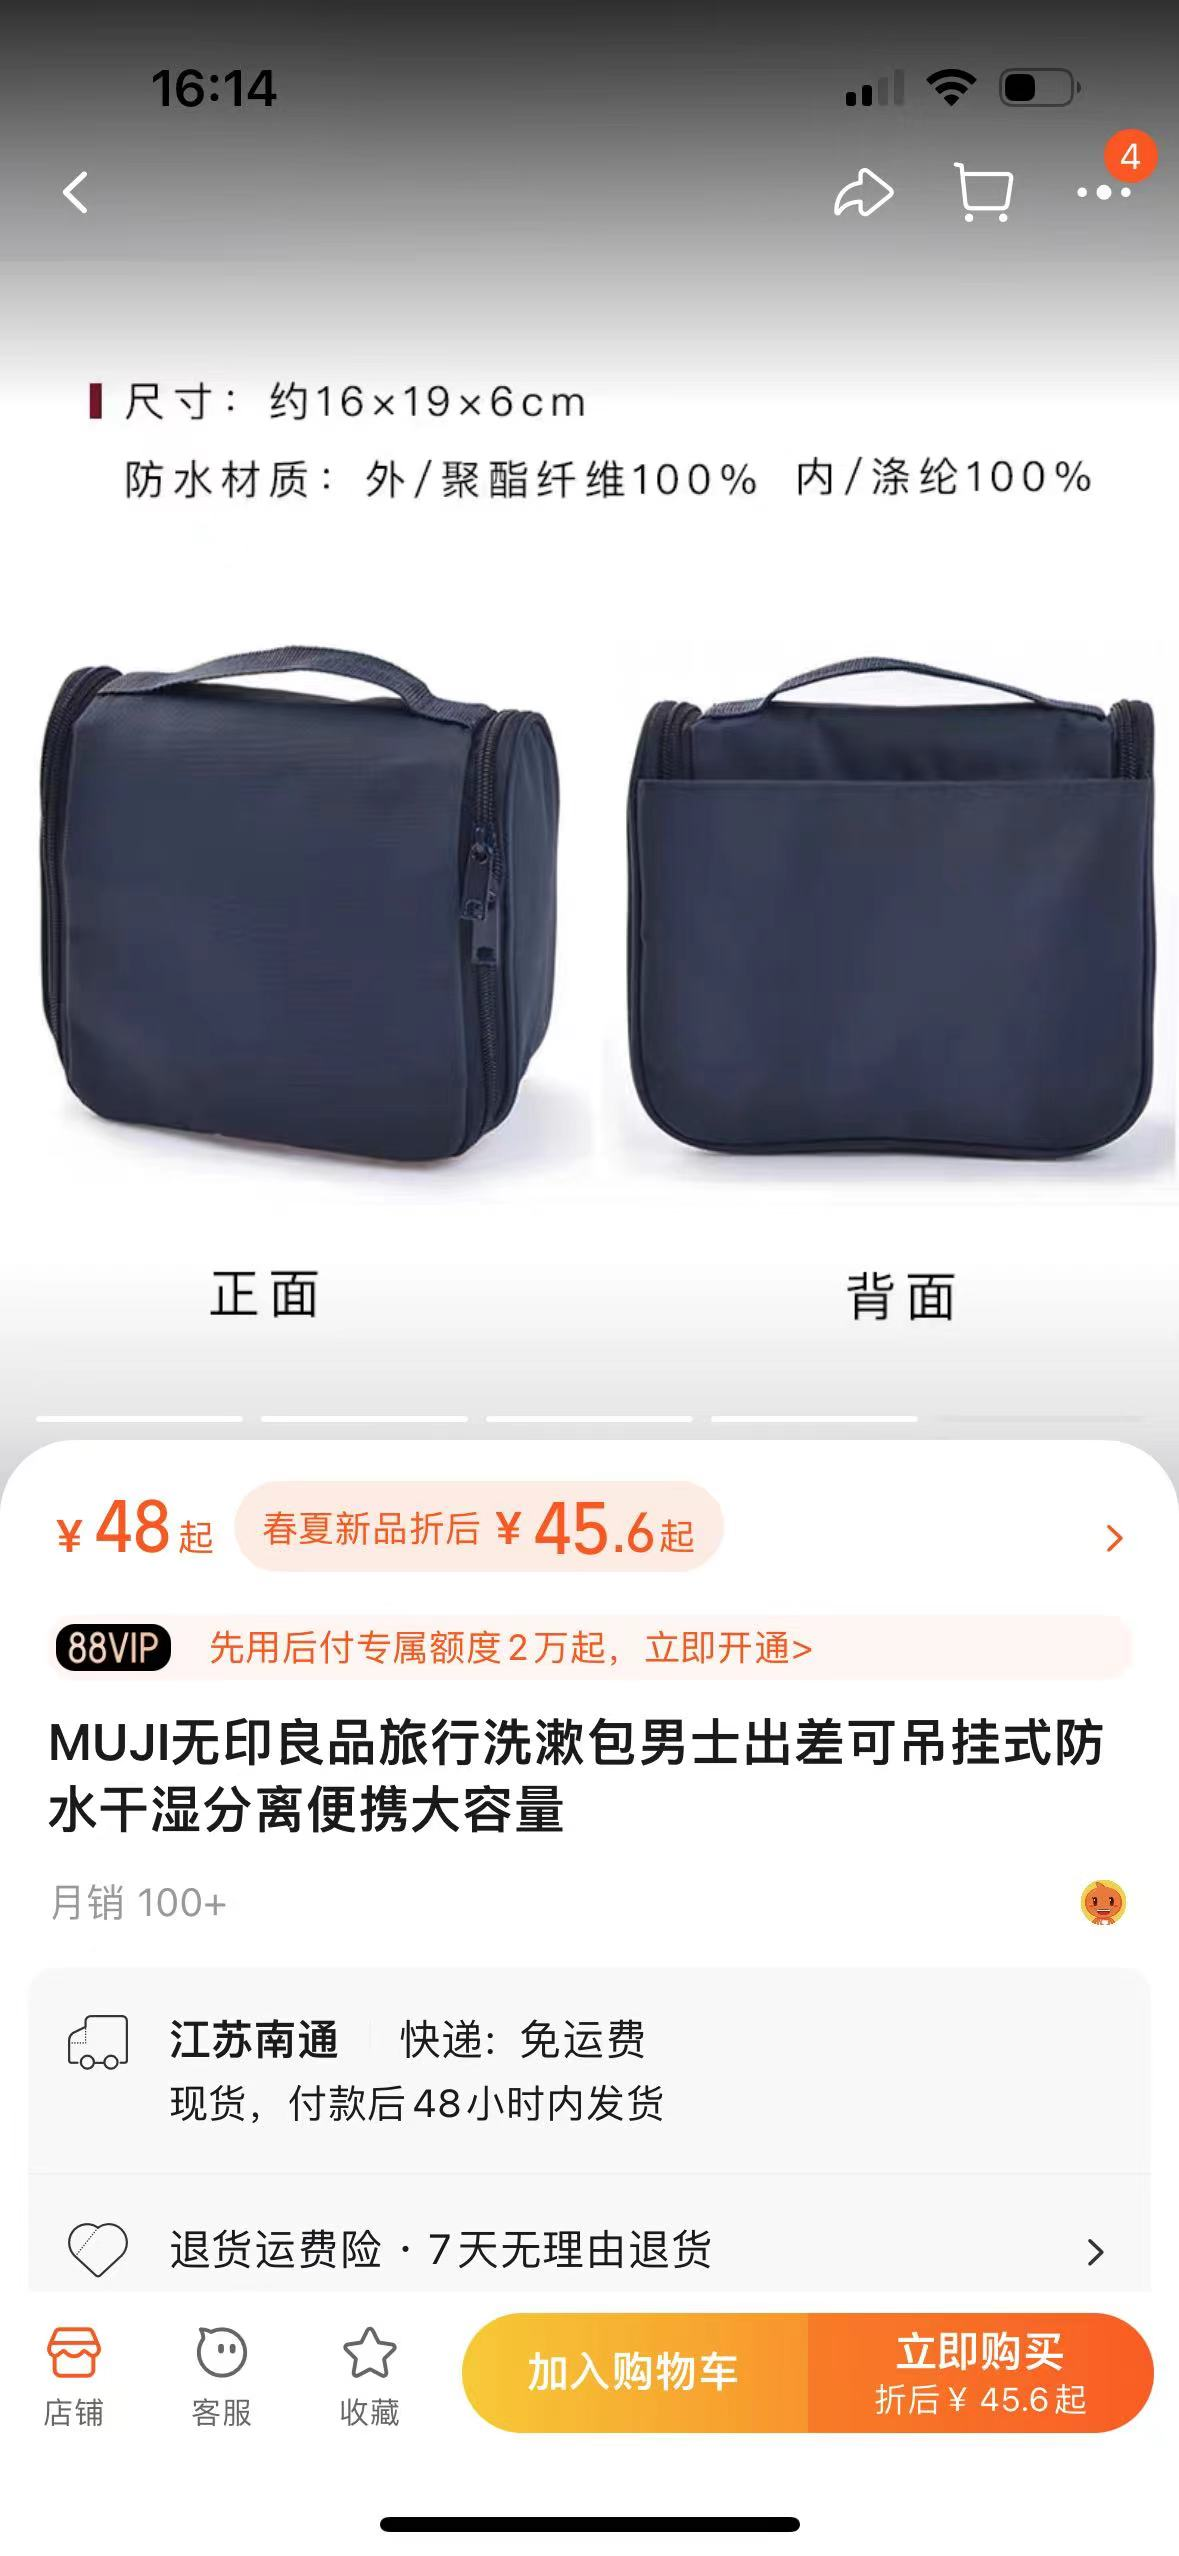 16:14
4
尺寸：约16×19×6cm
防水材质：外/聚酯纤维100% 内/涤纶100%
正面
背面
¥48起 春夏新品折后 ¥45.6起
88VIP 先用后付专属额度2万起，立即开通>
MUJI无印良品旅行洗漱包男士出差可吊挂式防
水干湿分离便携大容量
月销 100+
江苏南通 快递：免运费
现货，付款后48小时内发货
退货运费险 · 7天无理由退货
店铺
客服
收藏
加入购物车
立即购买
折后¥ 45.6起